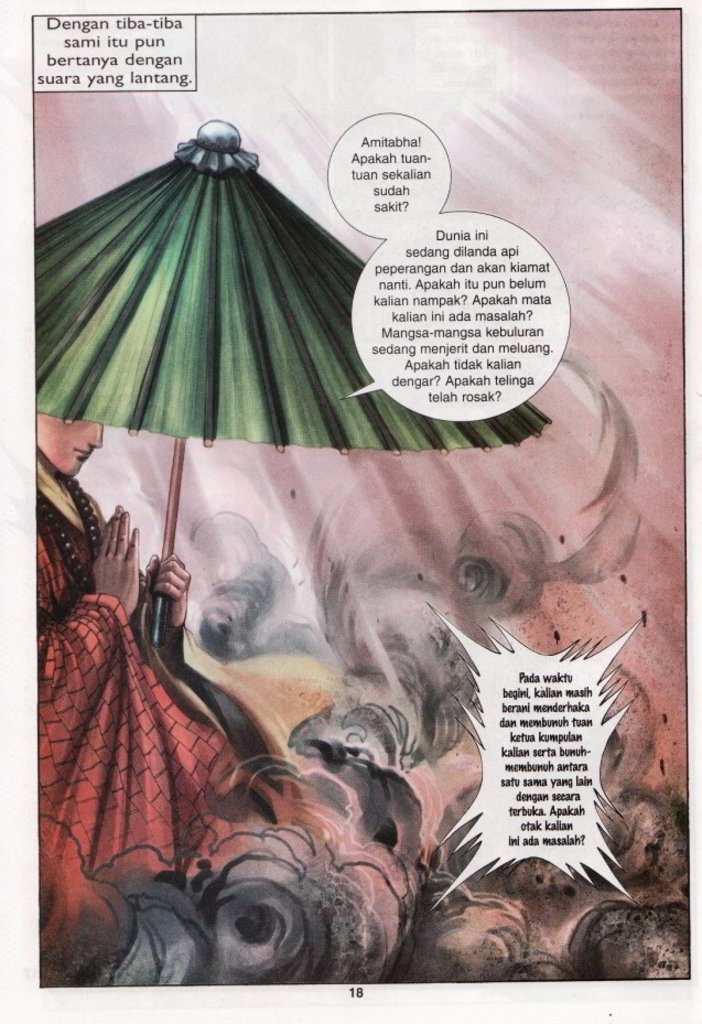 Dengan tiba-tiba
sami itu pun
bertanya dengan
suara yang lantang.
Amitabha!
Apakah tuan-
tuan sekalian
sudah
sakit?
Dunia ini
sedang dilanda api
peperangan dan akan kiamat
nanti. Apakah itu pun belum
kalian nampak? Apakah mata
kalian ini ada masalah?
Mangsa-mangsa kebuluran
sedang menjerit dan meluang.
Apakah tidak kalian
dengar? Apakah telinga
telah rosak?
Pada waktu
begini, kalian masih
berani menderhaka
dan membunuh tuan
ketua kumpulan
kalian serta bunuh-
membunuh antara
satu sama yang lain
dengan secara
terbuka. Apakah
otak kalian
ini ada masalah?
18